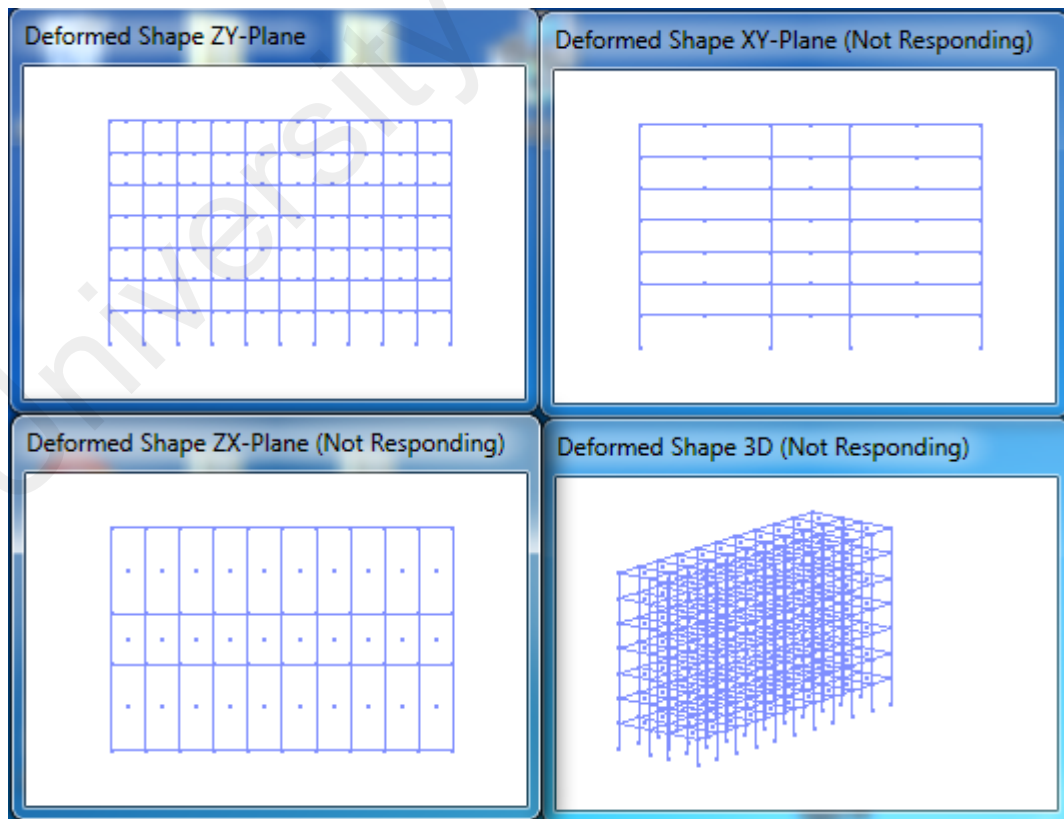 Deformed Shape ZY-Plane
Deformed Shape XY-Plane (Not Responding)
Deformed Shape ZX-Plane (Not Responding)
Deformed Shape 3D (Not Responding)
University